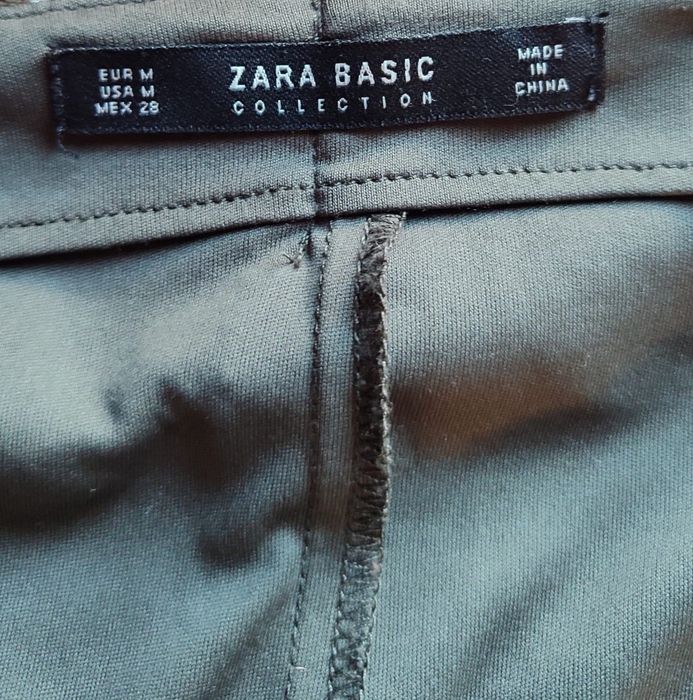 EUR M
USA M
MEX 28
ZARA BASIC
COLLECTION
MADE
IN
CHINA